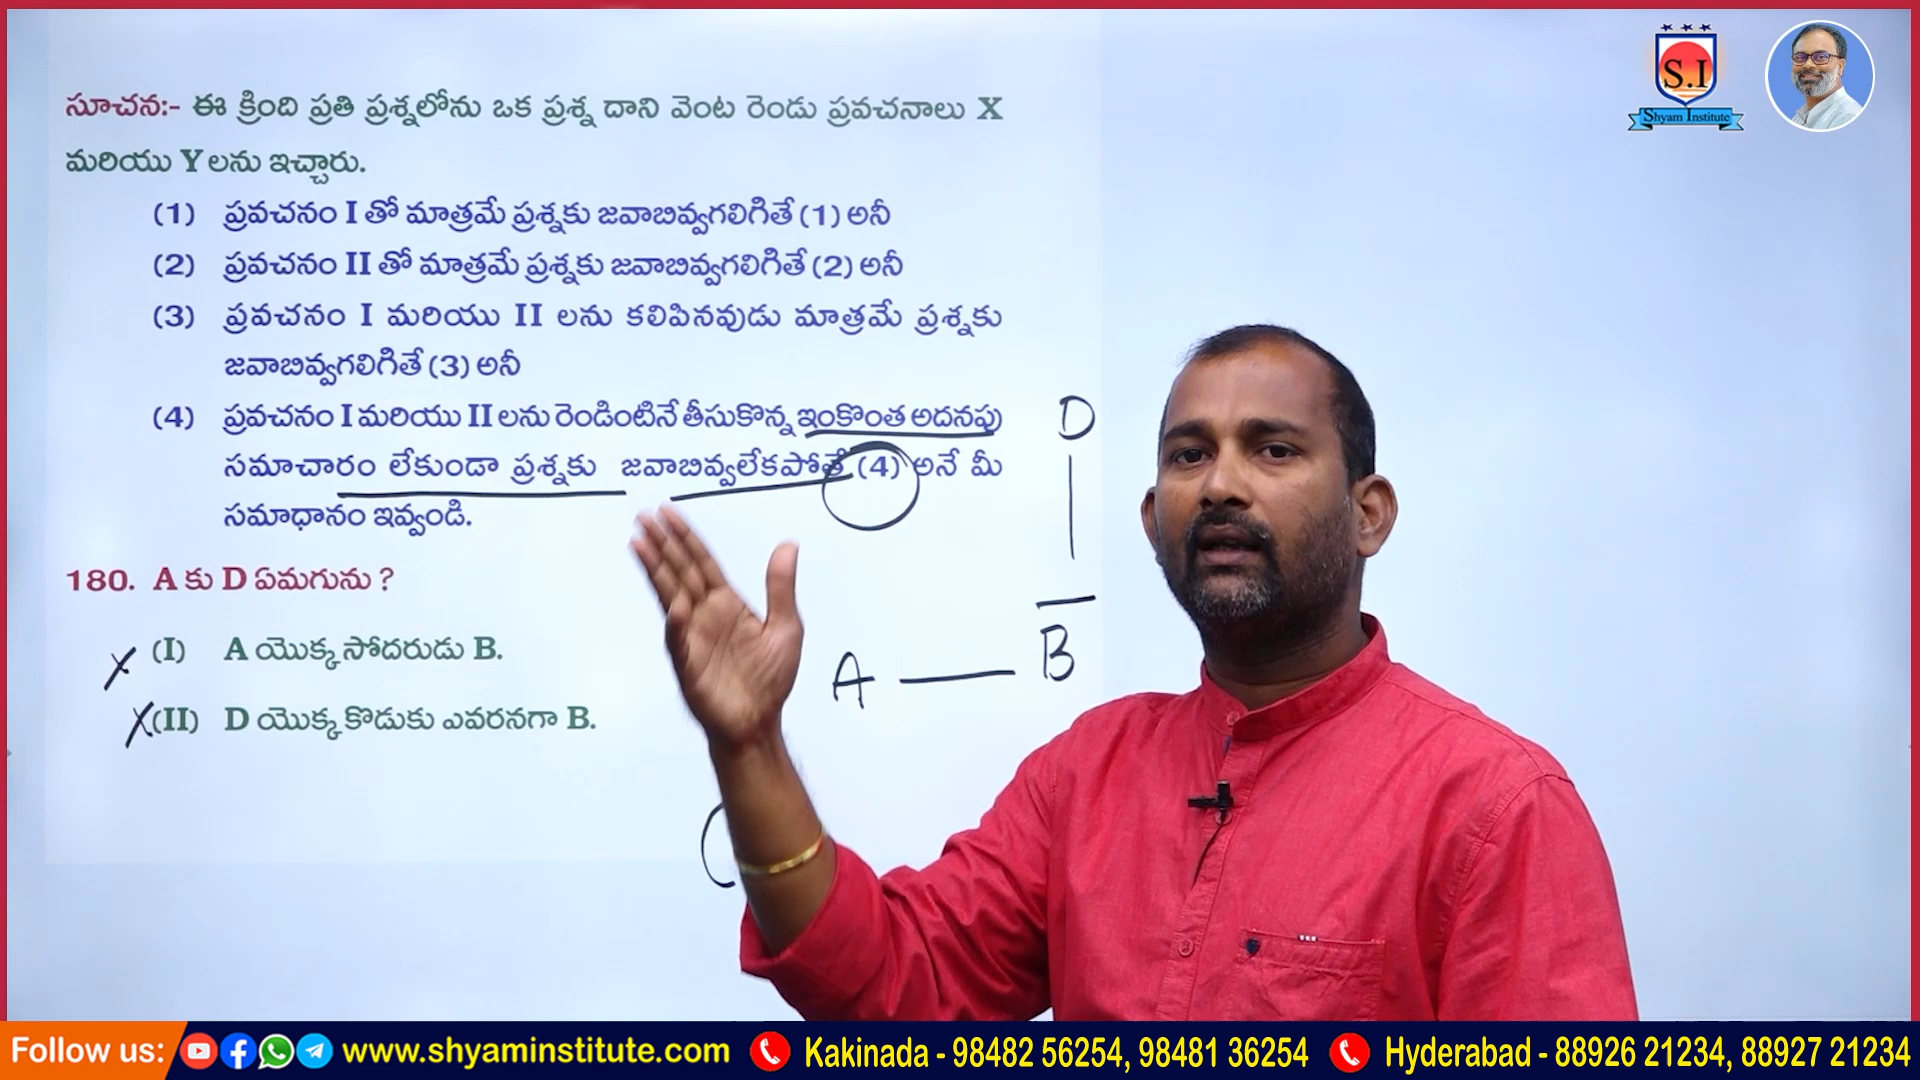 సూచన:- ఈ క్రింది ప్రతి ప్రశ్నలోను ఒక ప్రశ్న దాని వెంట రెండు ప్రవచనాలు X
మరియు Y లను ఇచ్చారు.
(1) ప్రవచనం I తో మాత్రమే ప్రశ్నకు జవాబివ్వగలిగితే (1) అనీ
(2) ప్రవచనం II తో మాత్రమే ప్రశ్నకు జవాబివ్వగలిగితే (2) అనీ
(3) ప్రవచనం I మరియు II లను కలిపినవుడు మాత్రమే ప్రశ్నకు
జవాబివ్వగలిగితే (3) అనీ
(4) ప్రవచనం I మరియు II లను రెండింటినే తీసుకొన్న ఇంకొంత అదనపు
సమాచారం లేకుండా ప్రశ్నకు జవాబివ్వలేకపోతే (4) అనే మీ
సమాధానం ఇవ్వండి.
180. A కు D ఏమగును ?
(I) A యొక్క సోదరుడు B.
(II) D యొక్క కొడుకు ఎవరనగా B.
D
A — B
S.I
Shyam Institute
Follow us: www.shyaminstitute.com Kakinada - 98482 56254, 98481 36254 Hyderabad - 88926 21234, 88927 21234